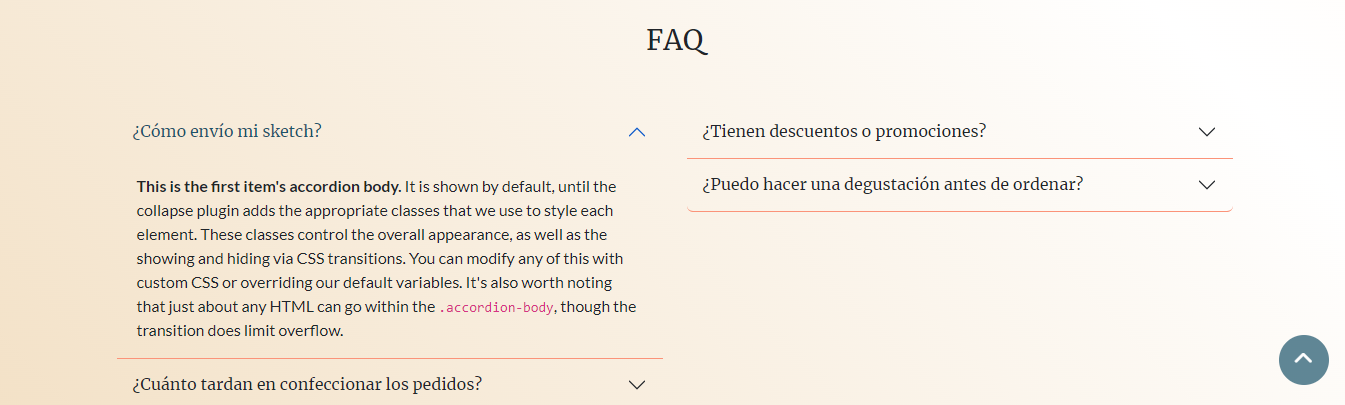 FAQ
¿Cómo envío mi sketch?
This is the first item's accordion body. It is shown by default, until the
collapse plugin adds the appropriate classes that we use to style each
element. These classes control the overall appearance, as well as the
showing and hiding via CSS transitions. You can modify any of this with
custom CSS or overriding our default variables. It's also worth noting
that just about any HTML can go within the .accordion-body, though the
transition does limit overflow.
¿Cuánto tardan en confeccionar los pedidos?
¿Tienen descuentos o promociones?
¿Puedo hacer una degustación antes de ordenar?